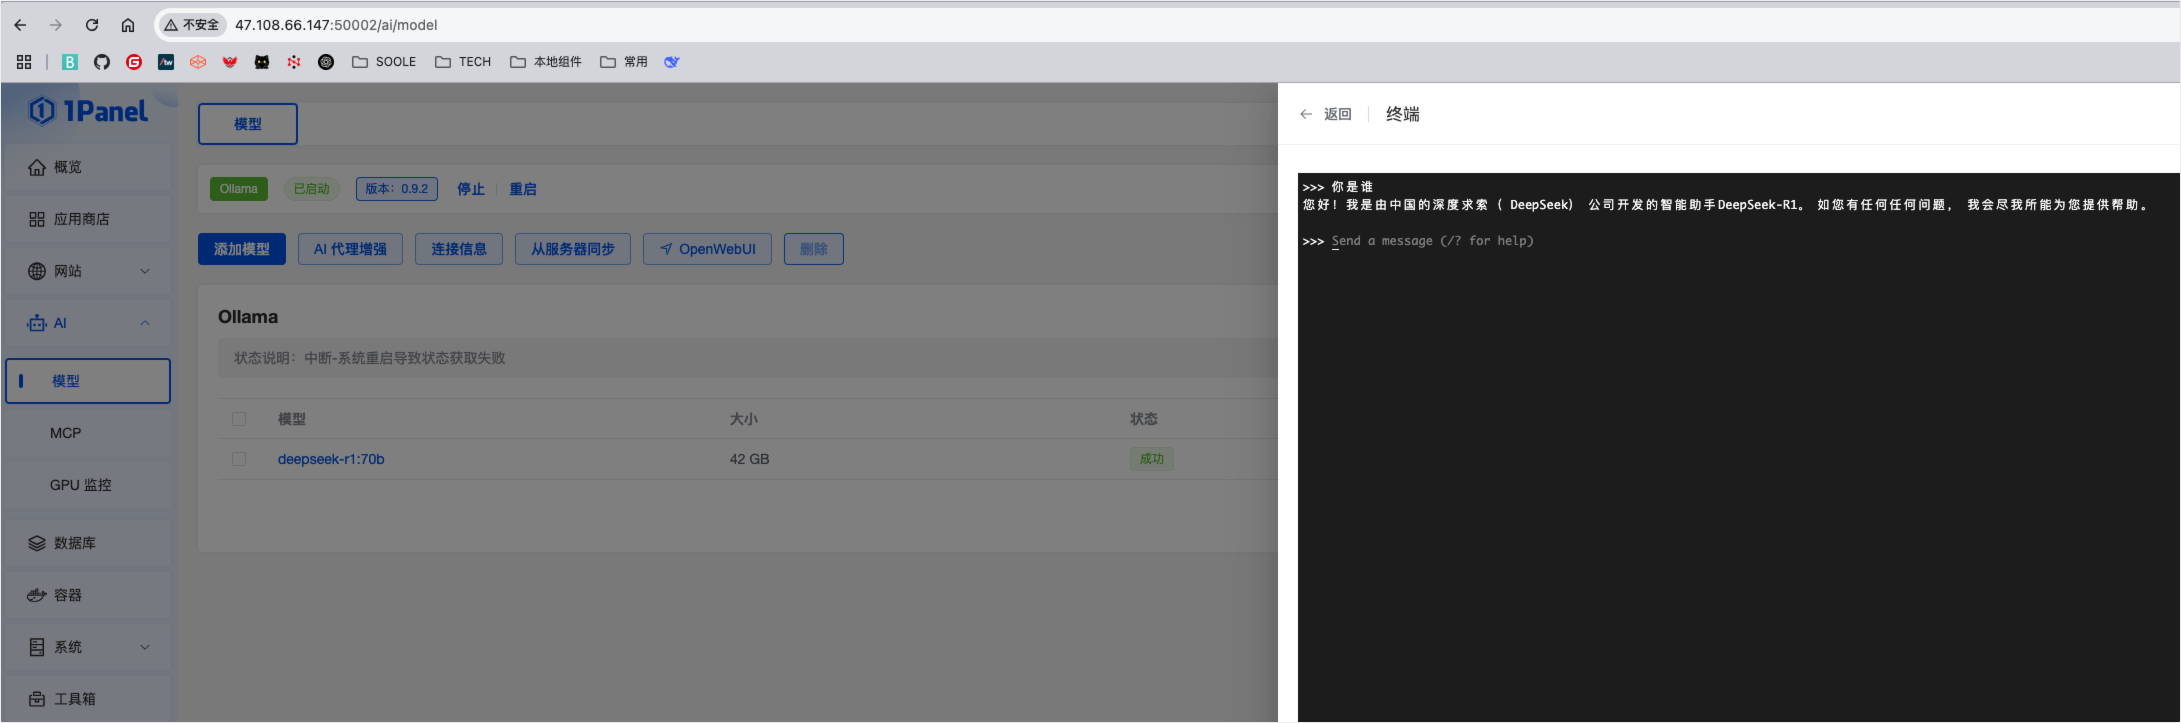 不安全 47.108.66.147:50002/ai/model
B SOOLE TECH 本地组件 常用
1Panel
概览
应用商店
网站
AI
模型
MCP
GPU 监控
数据库
容器
系统
工具箱
模型
Ollama 已启动 版本：0.9.2 停止 重启
添加模型 AI 代理增强 连接信息 从服务器同步 OpenWebUI 删除
Ollama
状态说明：中断-系统重启导致状态获取失败
模型 大小 状态
deepseek-r1:70b 42 GB 成功
返回 终端
>>> 你是谁
您好！我是由中国的深度求索（DeepSeek）公司开发的智能助手DeepSeek-R1。如您有任何任何问题，我会尽我所能为您提供帮助。
>>> Send a message (/? for help)